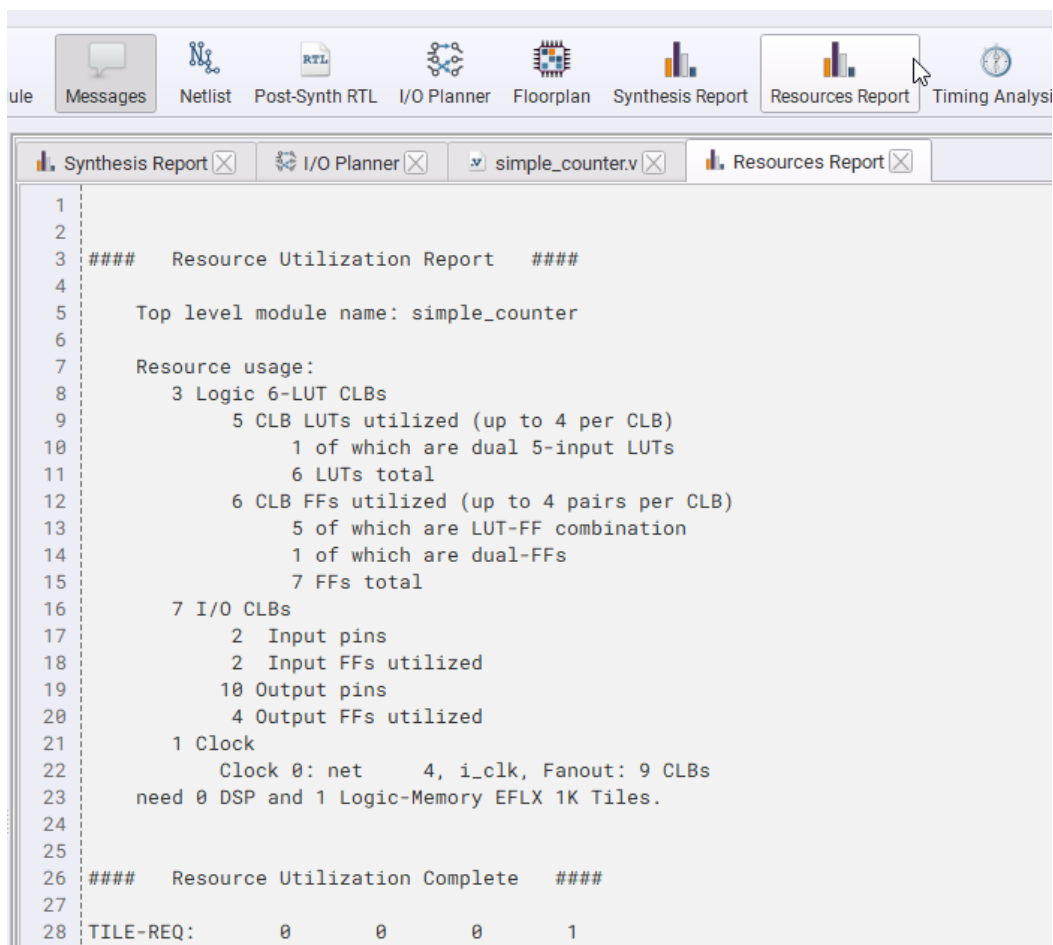 ule Messages Netlist Post-Synth RTL I/O Planner Floorplan Synthesis Report Resources Report Timing Analysi
RTL
Synthesis Report I/O Planner simple_counter.v Resources Report
1
2
3 #### Resource Utilization Report ####
4
5 Top level module name: simple_counter
6
7 Resource usage:
8 3 Logic 6-LUT CLBs
9 5 CLB LUTs utilized (up to 4 per CLB)
10 1 of which are dual 5-input LUTs
11 6 LUTs total
12 6 CLB FFs utilized (up to 4 pairs per CLB)
13 5 of which are LUT-FF combination
14 1 of which are dual-FFs
15 7 FFs total
16 7 I/O CLBs
17 2 Input pins
18 2 Input FFs utilized
19 10 Output pins
20 4 Output FFs utilized
21 1 Clock
22 Clock 0: net 4, i_clk, Fanout: 9 CLBs
23 need 0 DSP and 1 Logic-Memory EFLX 1K Tiles.
24
25
26 #### Resource Utilization Complete ####
27
28 TILE-REQ: 0 0 0 1